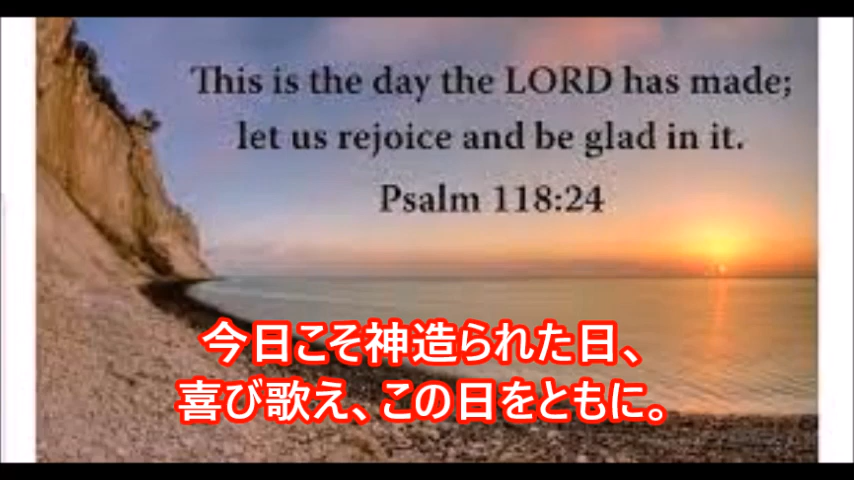 This is the day the LORD has made;
let us rejoice and be glad in it.
Psalm 118:24
今日こそ神造られた日、
喜び歌え、この日をともに。